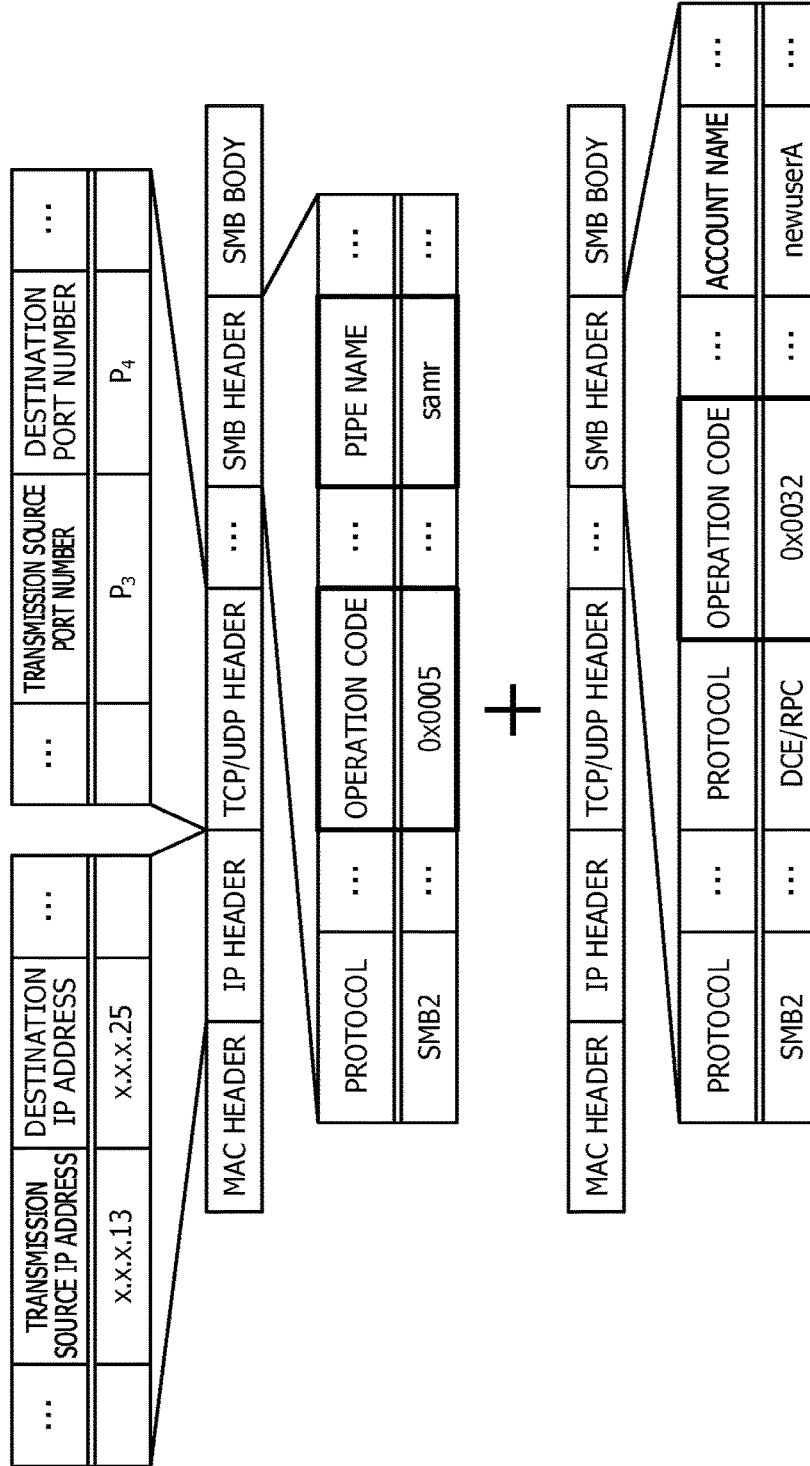 ...
TRANSMISSION
SOURCE IP ADDRESS
DESTINATION
IP ADDRESS
...
x.x.x.13
x.x.x.25
...
TRANSMISSION SOURCE
PORT NUMBER
DESTINATION
PORT NUMBER
...
P3
P4
MAC HEADER
IP HEADER
TCP/UDP HEADER
...
SMB HEADER
SMB BODY
PROTOCOL
...
OPERATION CODE
...
PIPE NAME
...
SMB2
...
0x0005
...
samr
...
+
MAC HEADER
IP HEADER
TCP/UDP HEADER
...
SMB HEADER
SMB BODY
PROTOCOL
...
PROTOCOL
OPERATION CODE
...
ACCOUNT NAME
...
SMB2
...
DCE/RPC
0x0032
...
newuserA
...